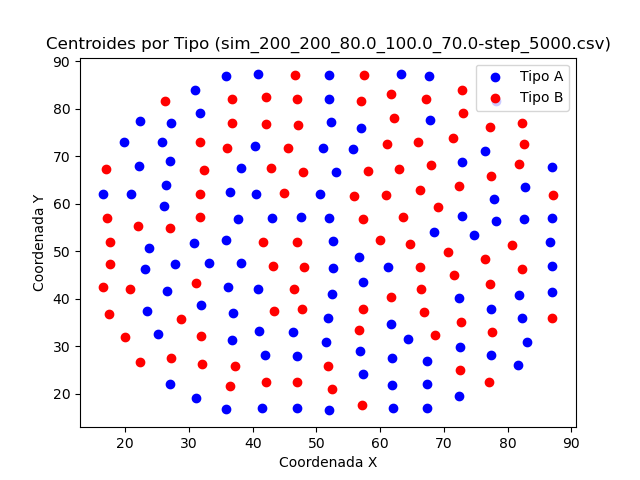 Centroides por Tipo (sim_200_200_80.0_100.0_70.0-step_5000.csv)
Tipo A
Tipo B
Coordenada Y
90
80
70
60
50
40
30
20
20 30 40 50 60 70 80 90
Coordenada X